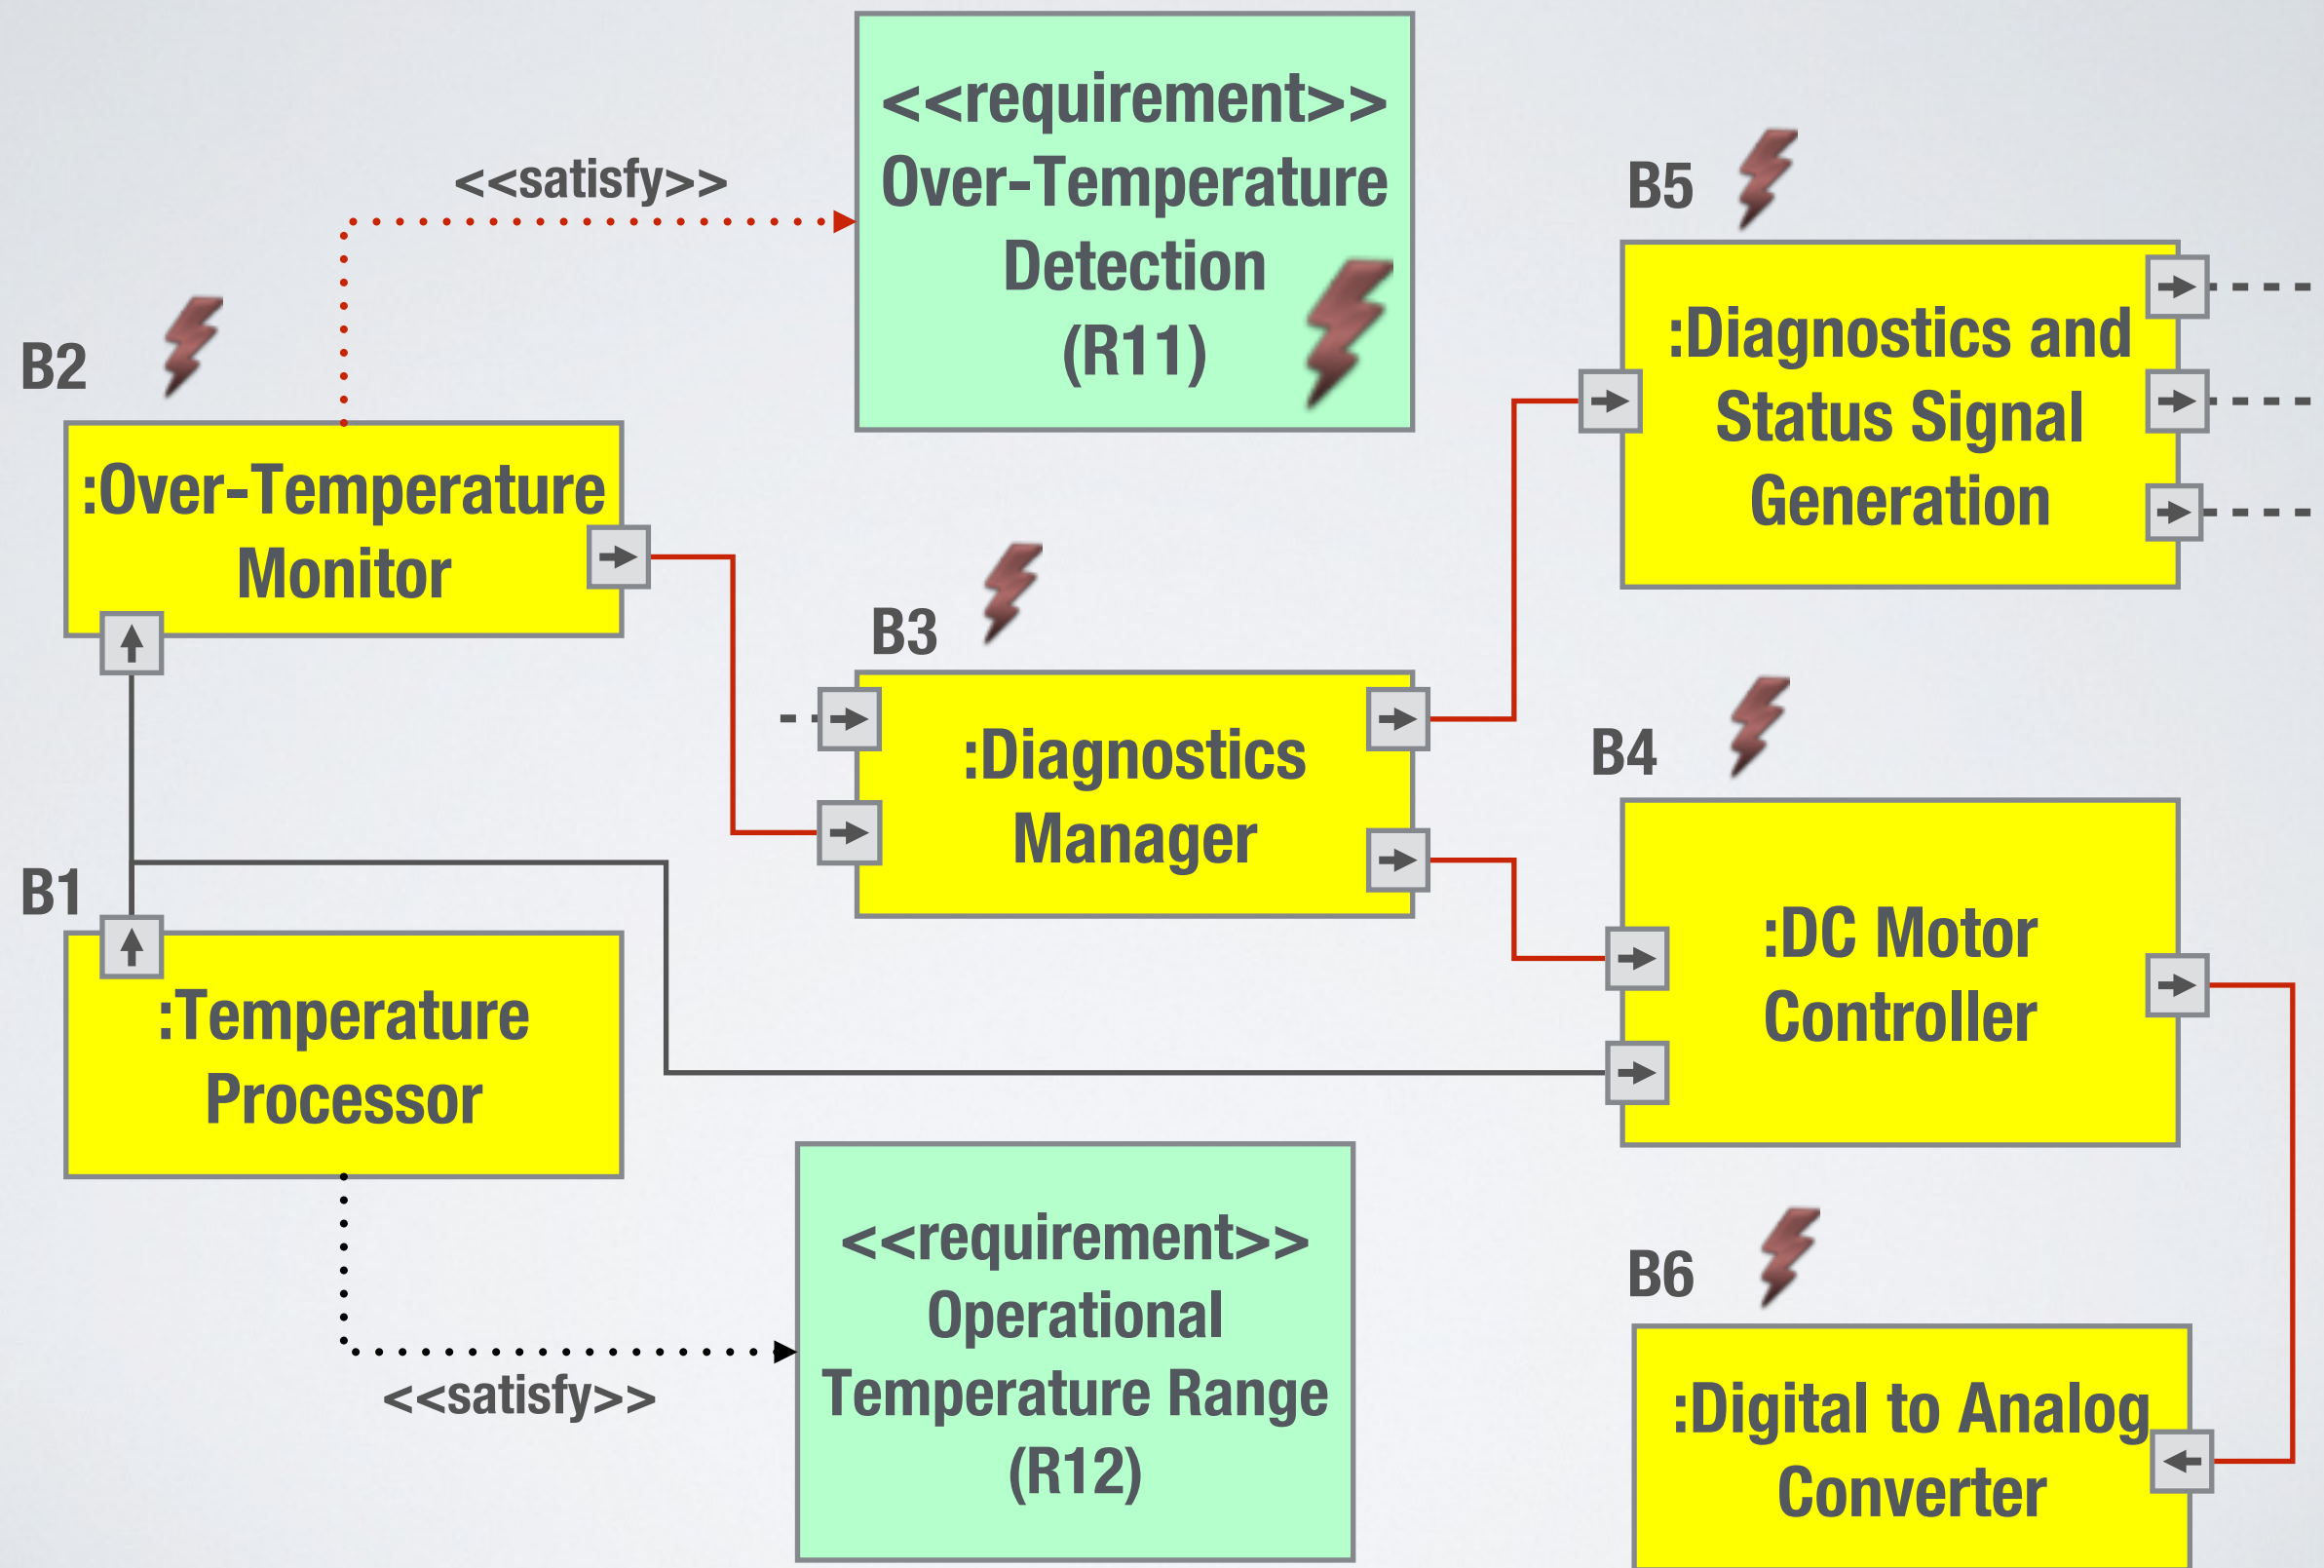 <<requirement>>
Over-Temperature
Detection
(R11)
<<satisfy>>
B2
:Over-Temperature
Monitor
B5
:Diagnostics and
Status Signal
Generation
B3
:Diagnostics
Manager
B4
:DC Motor
Controller
B1
:Temperature
Processor
<<satisfy>>
<<requirement>>
Operational
Temperature Range
(R12)
B6
:Digital to Analog
Converter